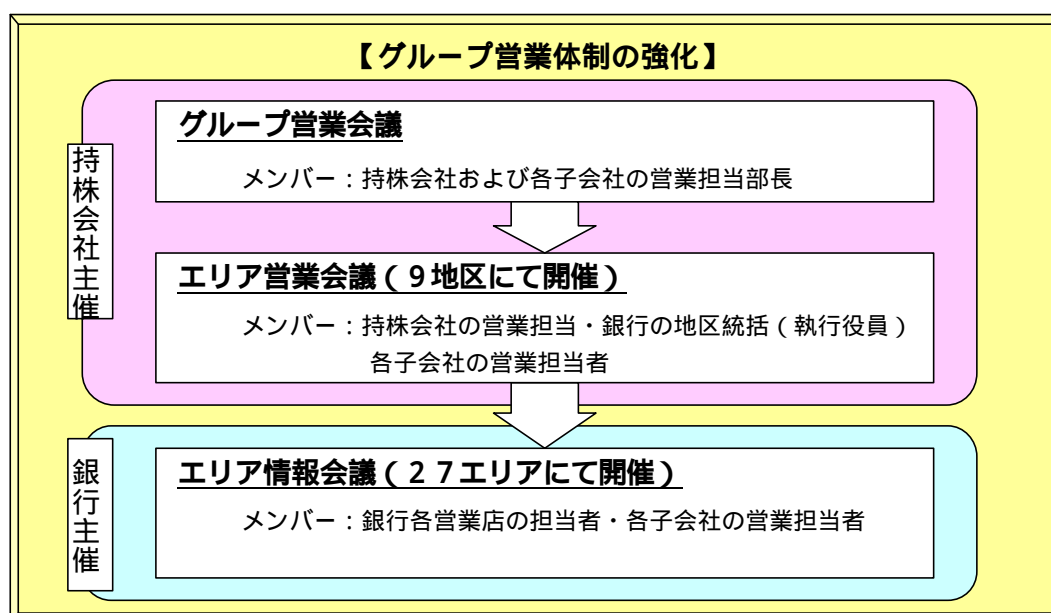 【グループ営業体制の強化】
持株会社主催
グループ営業会議
メンバー：持株会社および各子会社の営業担当部長
エリア営業会議（９地区にて開催）
メンバー：持株会社の営業担当・銀行の地区統括（執行役員）
各子会社の営業担当者
銀行主催
エリア情報会議（２７エリアにて開催）
メンバー：銀行各営業店の担当者・各子会社の営業担当者